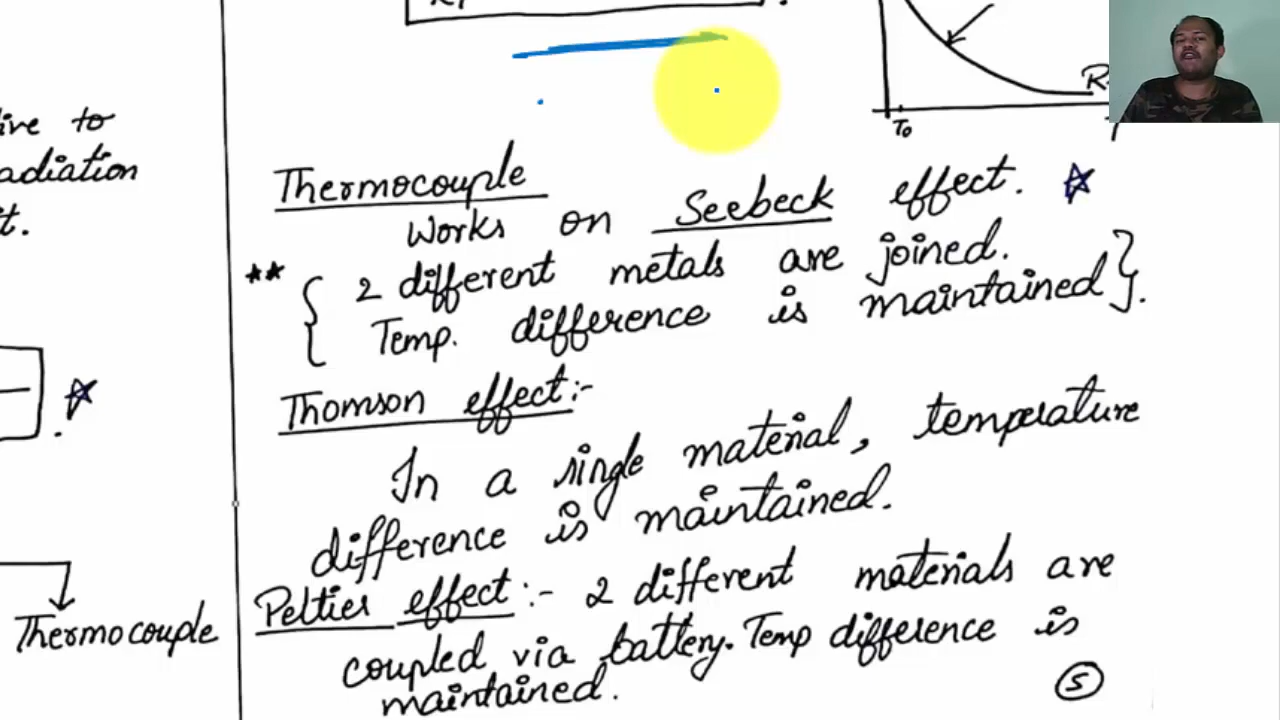 ive to
adiation
t.
Thermocouple
T₀
Thermocouple
Works on Seebeck effect.
** { 2 different metals are joined.
Temp. difference is maintained }.
Thomson effect:-
In a single material, temperature
difference is maintained.
Peltier effect:- 2 different materials are
coupled via battery. Temp difference is
maintained.
5